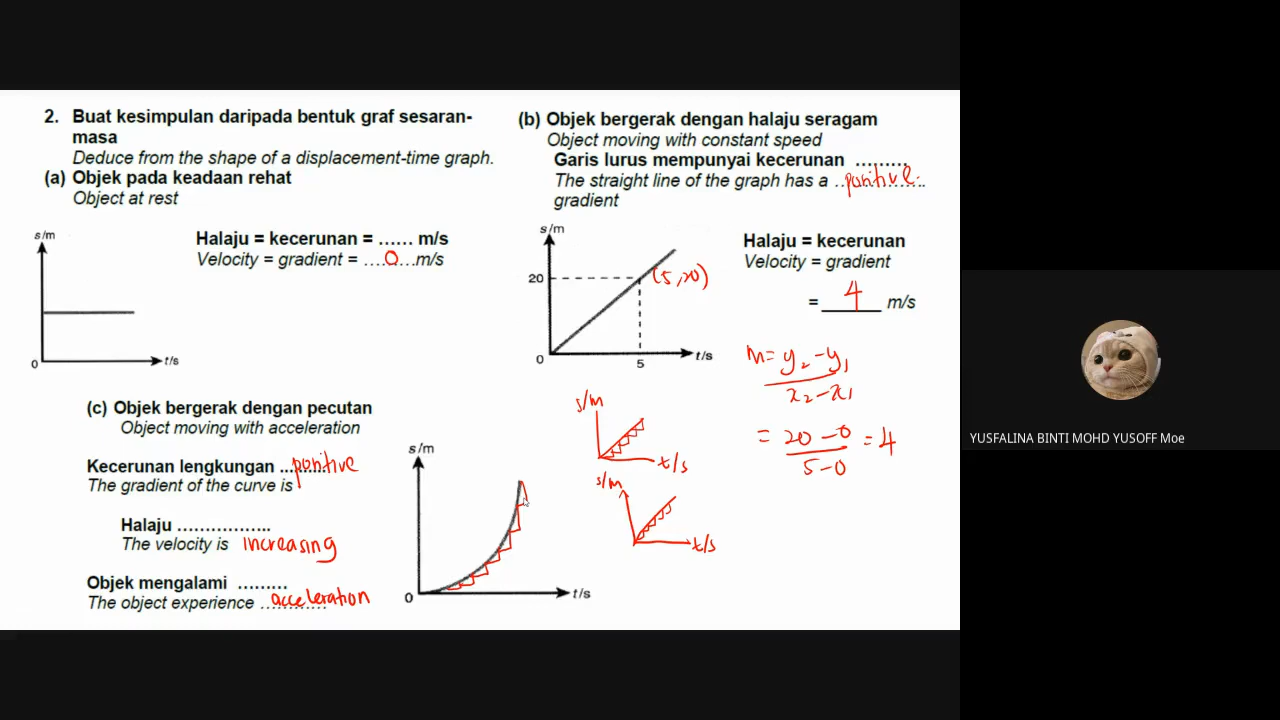 2. Buat kesimpulan daripada bentuk graf sesaran-
masa
Deduce from the shape of a displacement-time graph.
(a) Objek pada keadaan rehat
Object at rest
s/m
Halaju = kecerunan = ...... m/s
Velocity = gradient = ....0....m/s
0
t/s
(b) Objek bergerak dengan halaju seragam
Object moving with constant speed
Garis lurus mempunyai kecerunan .........
The straight line of the graph has a ..positive..
gradient
s/m
20
(5,20)
0
5
t/s
Halaju = kecerunan
Velocity = gradient
= 4 m/s
m = y₂ - y₁
x₂ - x₁
= 20 - 0 = 4
5 - 0
s/m
t/s
s/m
t/s
(c) Objek bergerak dengan pecutan
Object moving with acceleration
Kecerunan lengkungan ...........
The gradient of the curve is positive
Halaju ................
The velocity is increasing
Objek mengalami .........
The object experience acceleration
s/m
0
t/s
YUSFALINA BINTI MOHD YUSOFF Moe